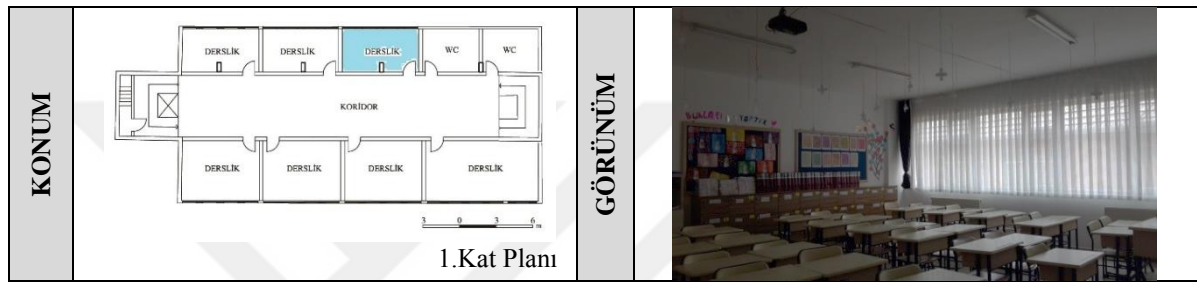 KONUM
DERSLİK DERSLİK DERSLİK WC WC
KORİDOR
DERSLİK DERSLİK DERSLİK DERSLİK
3 0 3 6
m
1.Kat Planı
GÖRÜNÜM